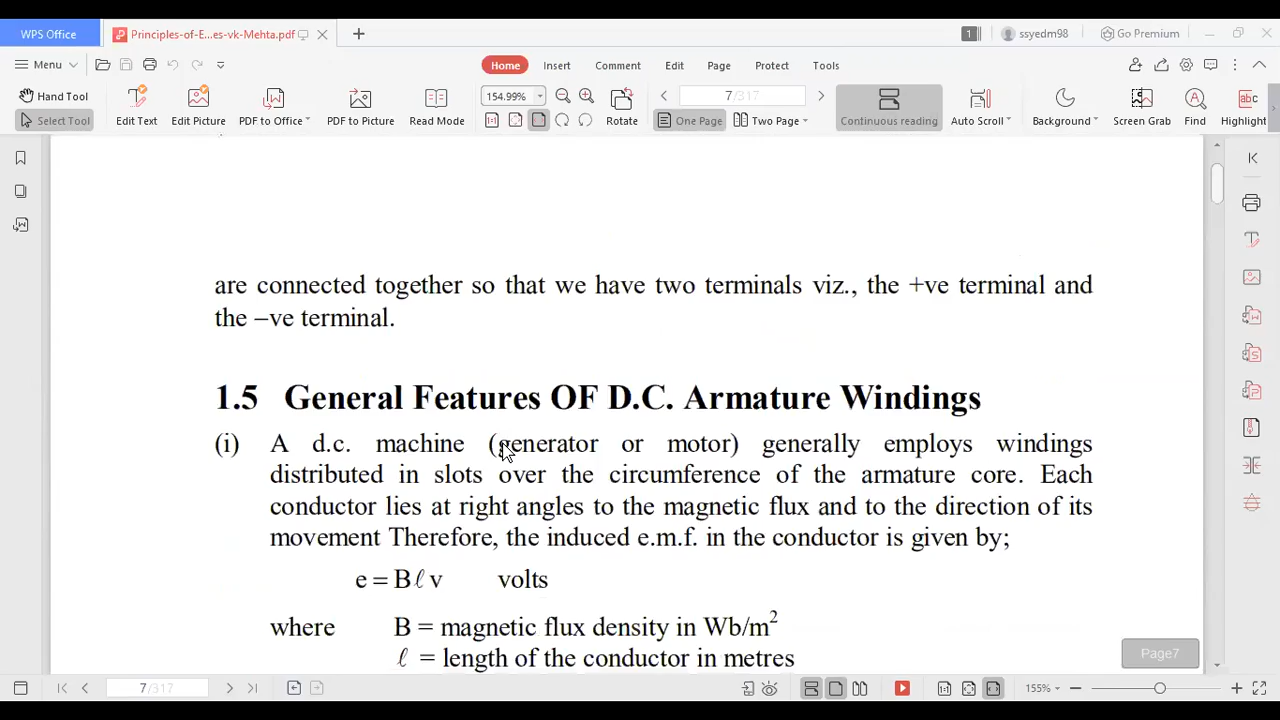 WPS Office
Principles-of-E...es-vk-Mehta.pdf
1
ssyedm98
Go Premium
Menu
Home
Insert
Comment
Edit
Page
Protect
Tools
Hand Tool
Select Tool
Edit Text
Edit Picture
PDF to Office
PDF to Picture
Read Mode
154.99%
Rotate
7/317
One Page
Two Page
Continuous reading
Auto Scroll
Background
Screen Grab
Find
Highlight
are connected together so that we have two terminals viz., the +ve terminal and
the –ve terminal.
1.5 General Features OF D.C. Armature Windings
(i) A d.c. machine (generator or motor) generally employs windings
distributed in slots over the circumference of the armature core. Each
conductor lies at right angles to the magnetic flux and to the direction of its
movement Therefore, the induced e.m.f. in the conductor is given by;
e = B ℓ v volts
where B = magnetic flux density in Wb/m²
ℓ = length of the conductor in metres
Page7
7/317
155%